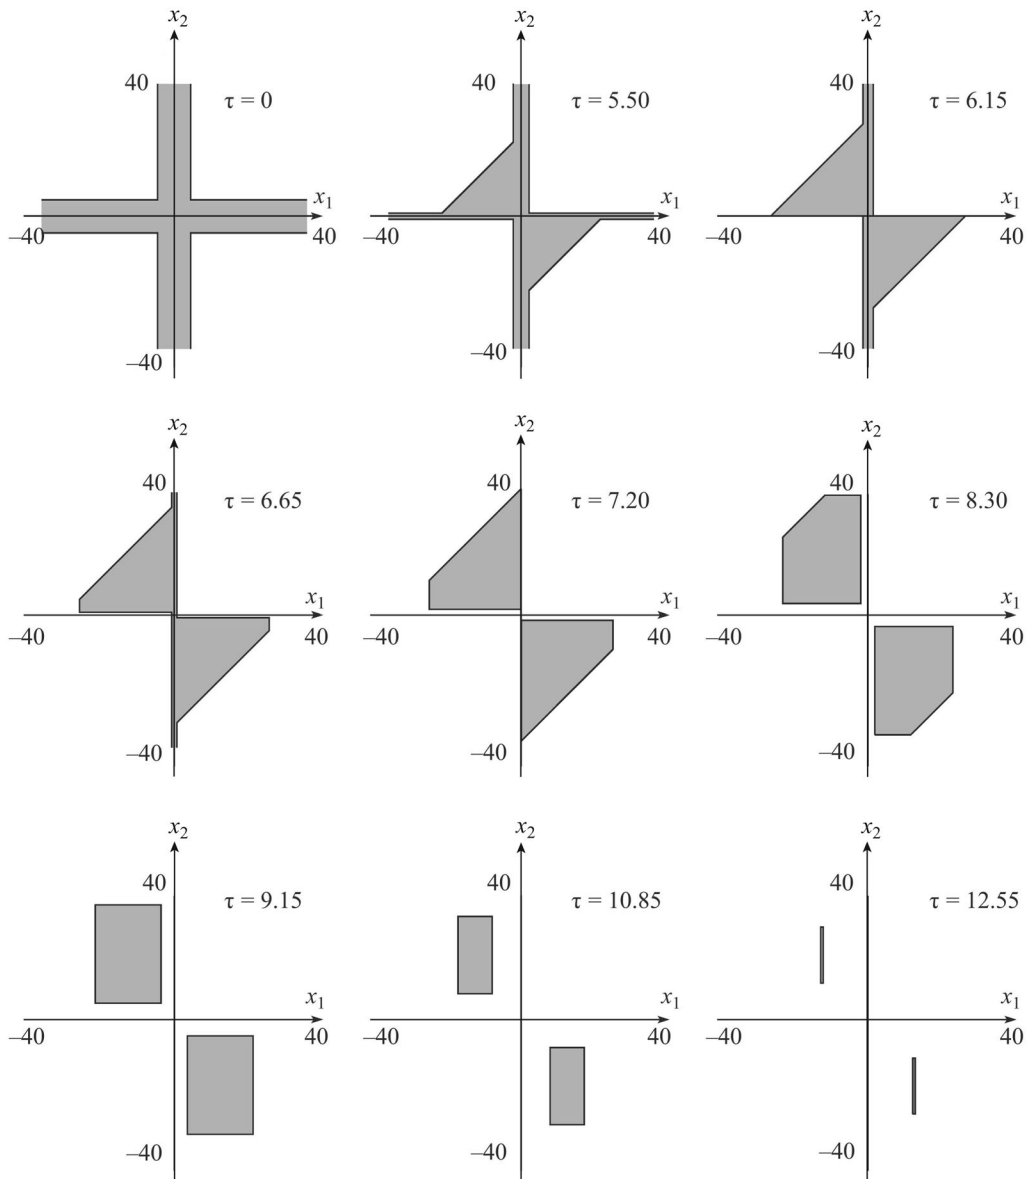 x₂ x₂ x₂
40 τ = 0 40 τ = 5.50 40 τ = 6.15
x₁ x₁ x₁
–40 40 –40 40 –40 40
–40 –40 –40
x₂ x₂ x₂
40 τ = 6.65 40 τ = 7.20 40 τ = 8.30
x₁ x₁ x₁
–40 40 –40 40 –40 40
–40 –40 –40
x₂ x₂ x₂
40 τ = 9.15 40 τ = 10.85 40 τ = 12.55
x₁ x₁ x₁
–40 40 –40 40 –40 40
–40 –40 –40